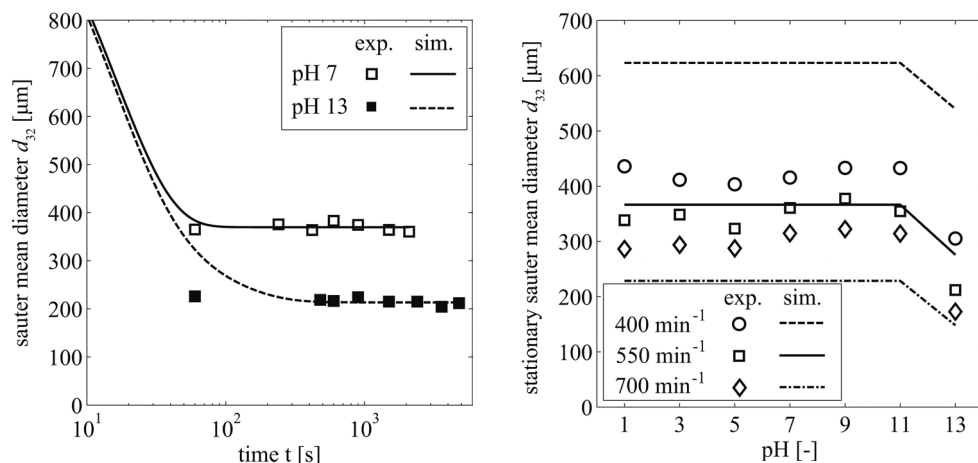 800
700
600
500
400
300
200
100
0
sauter mean diameter d32 [μm]
exp. sim.
pH 7
pH 13
10^1 10^2 10^3
time t [s]
700
600
500
400
300
200
100
0
stationary sauter mean diameter d32 [μm]
exp. sim.
400 min^-1
550 min^-1
700 min^-1
1 3 5 7 9 11 13
pH [-]